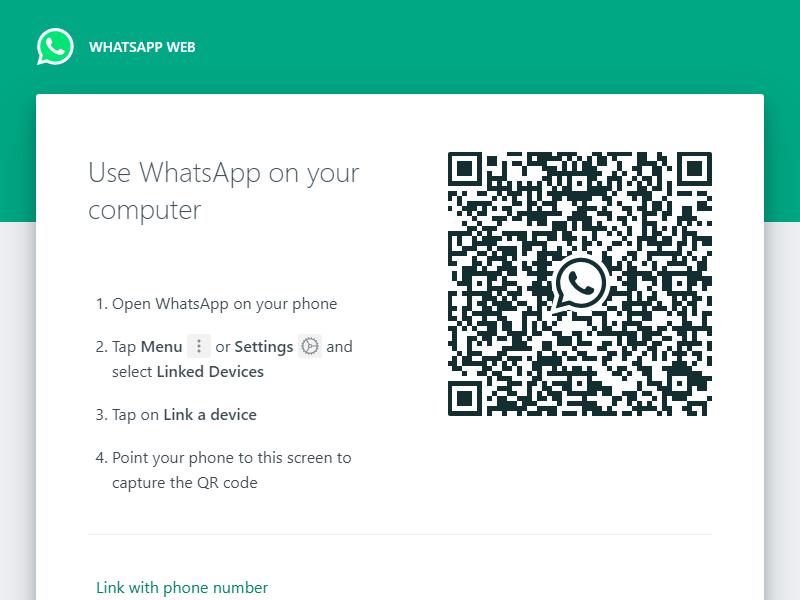 WHATSAPP WEB
Use WhatsApp on your
computer
1. Open WhatsApp on your phone
2. Tap Menu or Settings and
select Linked Devices
3. Tap on Link a device
4. Point your phone to this screen to
capture the QR code
Link with phone number